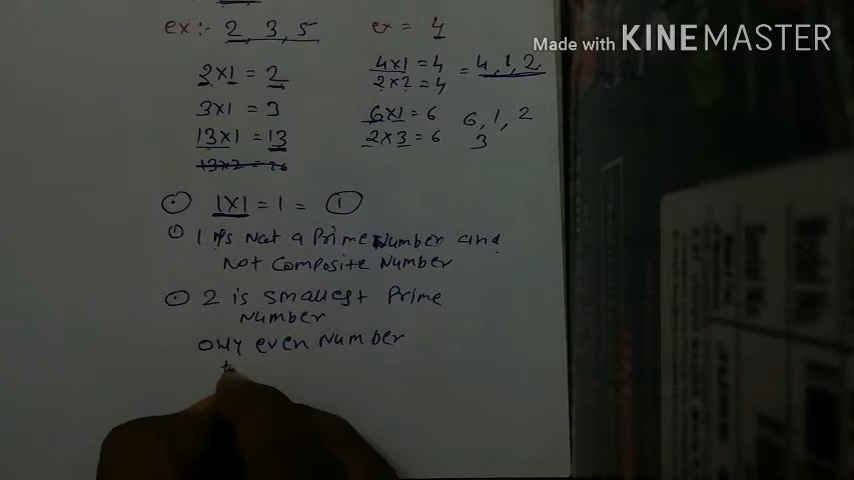 Made with KINEMASTER
ex :- 2, 3, 5
ex = 4
2x1 = 2
3x1 = 3
13x1 = 13
13x2 = 26
4x1 = 4
2x2 = 4
= 4, 1, 2.
6x1 = 6
2x3 = 6
6, 1, 2
3
1x1 = 1 = 1
1 is Not a Prime Number and
Not Composite Number
2 is smallest Prime
Number
only even Number